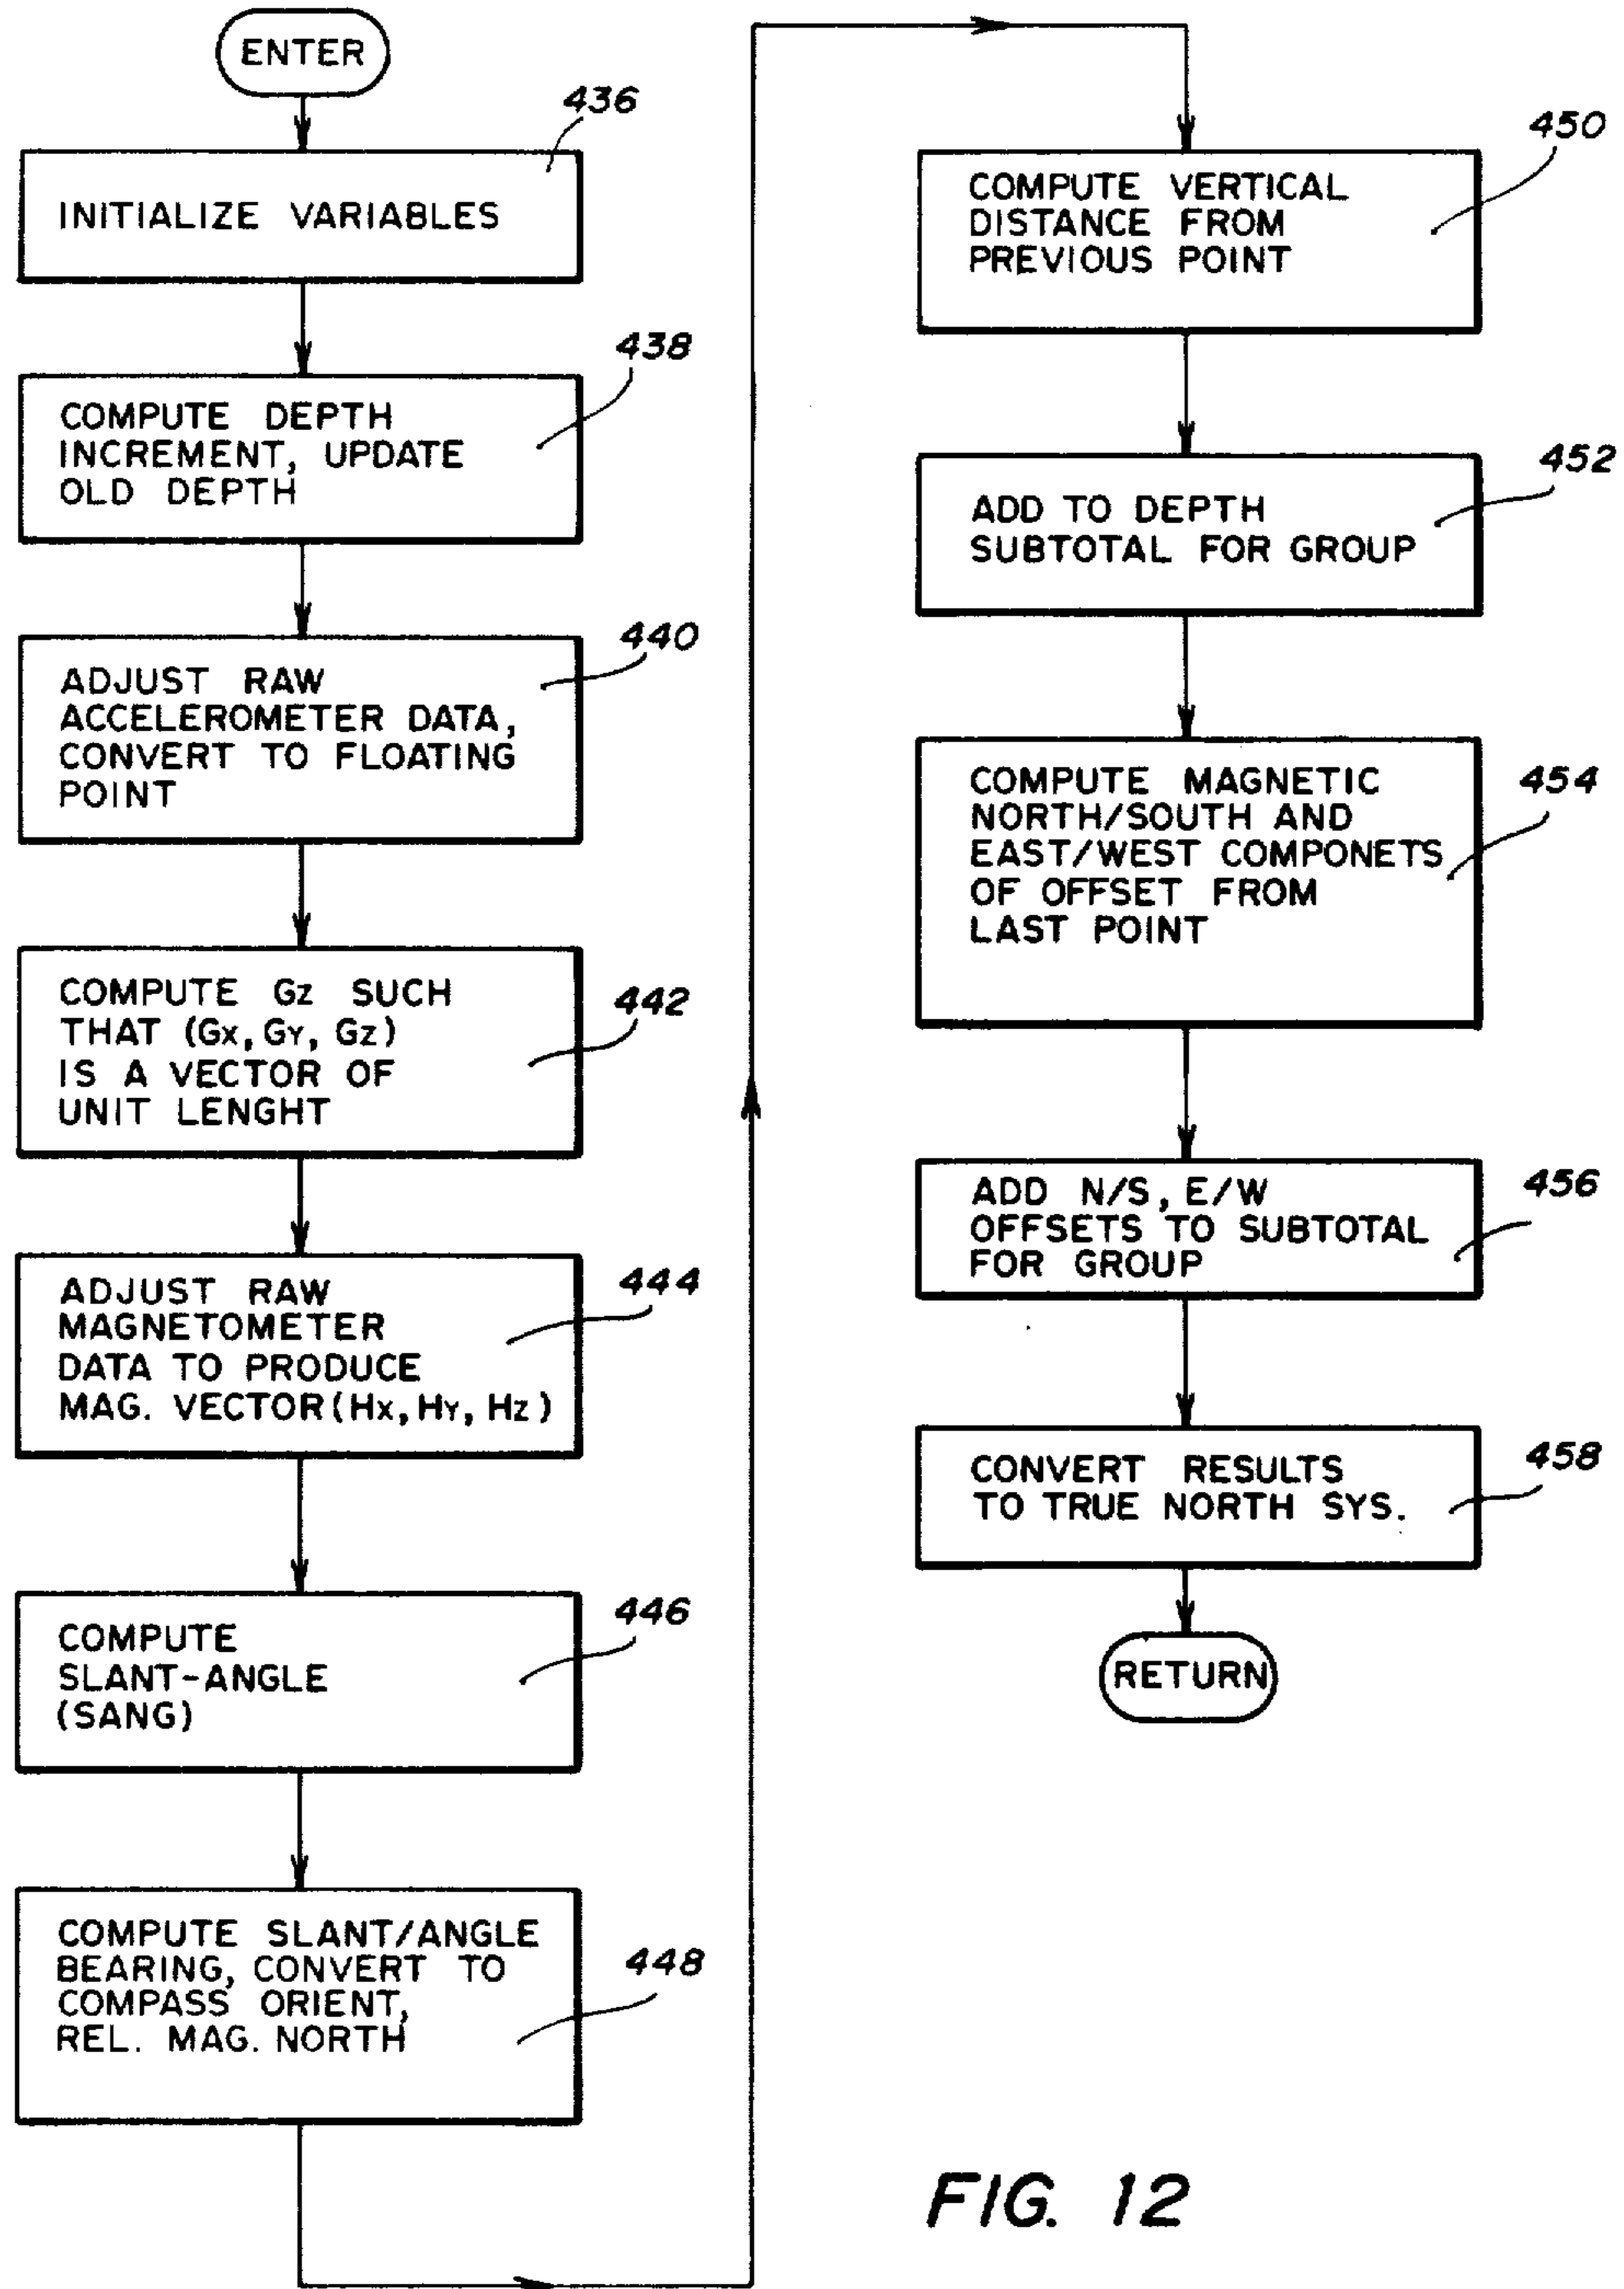 ENTER
436
INITIALIZE VARIABLES
438
COMPUTE DEPTH
INCREMENT, UPDATE
OLD DEPTH
440
ADJUST RAW
ACCELEROMETER DATA,
CONVERT TO FLOATING
POINT
442
COMPUTE Gz SUCH
THAT (Gx, GY, Gz)
IS A VECTOR OF
UNIT LENGHT
444
ADJUST RAW
MAGNETOMETER
DATA TO PRODUCE
MAG. VECTOR (Hx, HY, Hz)
446
COMPUTE
SLANT-ANGLE
(SANG)
448
COMPUTE SLANT/ANGLE
BEARING, CONVERT TO
COMPASS ORIENT,
REL. MAG. NORTH
450
COMPUTE VERTICAL
DISTANCE FROM
PREVIOUS POINT
452
ADD TO DEPTH
SUBTOTAL FOR GROUP
454
COMPUTE MAGNETIC
NORTH/SOUTH AND
EAST/WEST COMPONETS
OF OFFSET FROM
LAST POINT
456
ADD N/S, E/W
OFFSETS TO SUBTOTAL
FOR GROUP
458
CONVERT RESULTS
TO TRUE NORTH SYS.
RETURN
FIG. 12